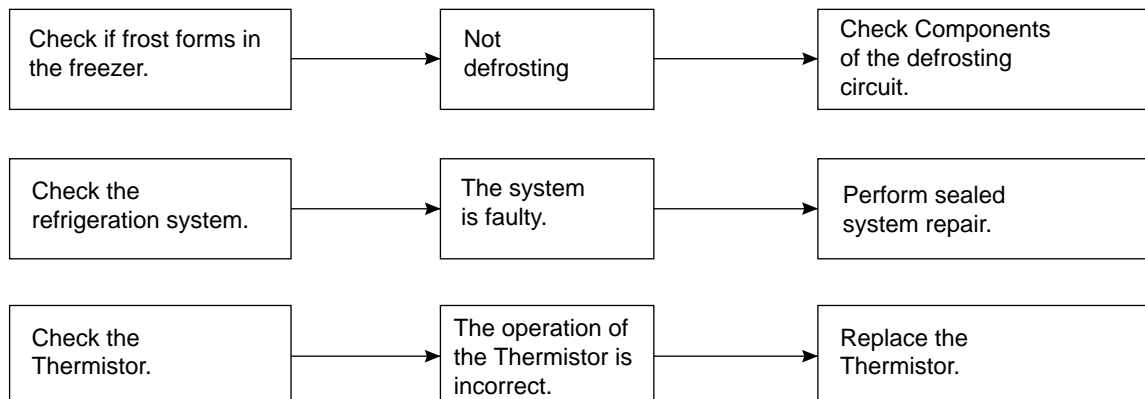 Check if frost forms in
the freezer.
Not
defrosting
Check Components
of the defrosting
circuit.
Check the
refrigeration system.
The system
is faulty.
Perform sealed
system repair.
Check the
Thermistor.
The operation of
the Thermistor is
incorrect.
Replace the
Thermistor.